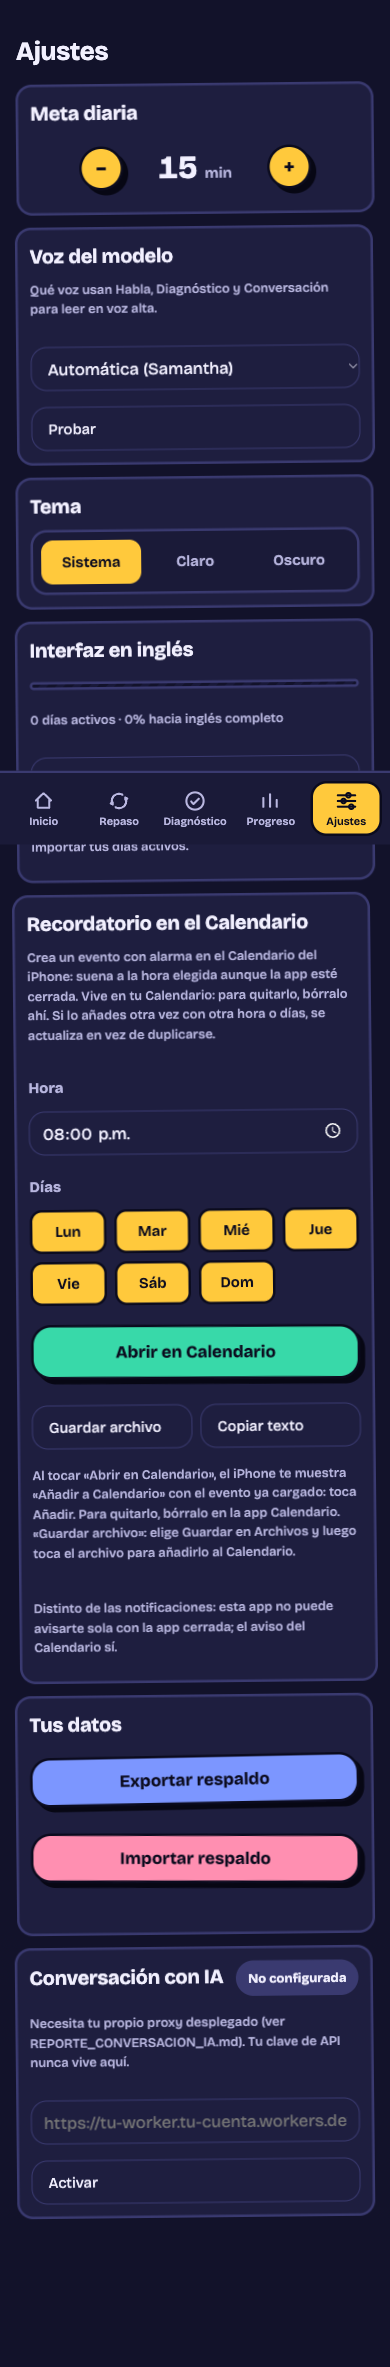 Ajustes
Meta diaria
−
15 min
+
Voz del modelo
Qué voz usan Habla, Diagnóstico y Conversación
para leer en voz alta.
Automática (Samantha)
Probar
Tema
Sistema
Claro
Oscuro
Interfaz en inglés
0 días activos · 0% hacia inglés completo
Inicio
Repaso
Diagnóstico
Progreso
Ajustes
importar tus días activos.
Recordatorio en el Calendario
Crea un evento con alarma en el Calendario del
iPhone: suena a la hora elegida aunque la app esté
cerrada. Vive en tu Calendario: para quitarlo, bórralo
ahí. Si lo añades otra vez con otra hora o días, se
actualiza en vez de duplicarse.
Hora
08:00 p.m.
Días
Lun
Mar
Mié
Jue
Vie
Sáb
Dom
Abrir en Calendario
Guardar archivo
Copiar texto
Al tocar «Abrir en Calendario», el iPhone te muestra
«Añadir a Calendario» con el evento ya cargado: toca
Añadir. Para quitarlo, bórralo en la app Calendario.
«Guardar archivo»: elige Guardar en Archivos y luego
toca el archivo para añadirlo al Calendario.
Distinto de las notificaciones: esta app no puede
avisarte sola con la app cerrada; el aviso del
Calendario sí.
Tus datos
Exportar respaldo
Importar respaldo
Conversación con IA
No configurada
Necesita tu propio proxy desplegado (ver
REPORTE_CONVERSACION_IA.md). Tu clave de API
nunca vive aquí.
https://tu-worker.tu-cuenta.workers.de
Activar